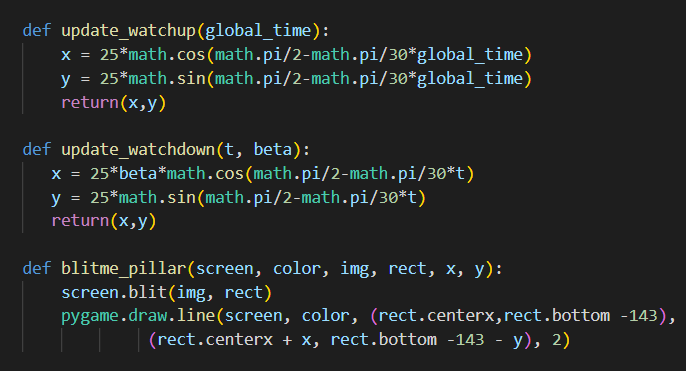 def update_watchup(global_time):
    x = 25*math.cos(math.pi/2-math.pi/30*global_time)
    y = 25*math.sin(math.pi/2-math.pi/30*global_time)
    return(x,y)

def update_watchdown(t, beta):
   x = 25*beta*math.cos(math.pi/2-math.pi/30*t)
   y = 25*math.sin(math.pi/2-math.pi/30*t)
   return(x,y)

def blitme_pillar(screen, color, img, rect, x, y):
    screen.blit(img, rect)
    pygame.draw.line(screen, color, (rect.centerx,rect.bottom -143),
             (rect.centerx + x, rect.bottom -143 - y), 2)